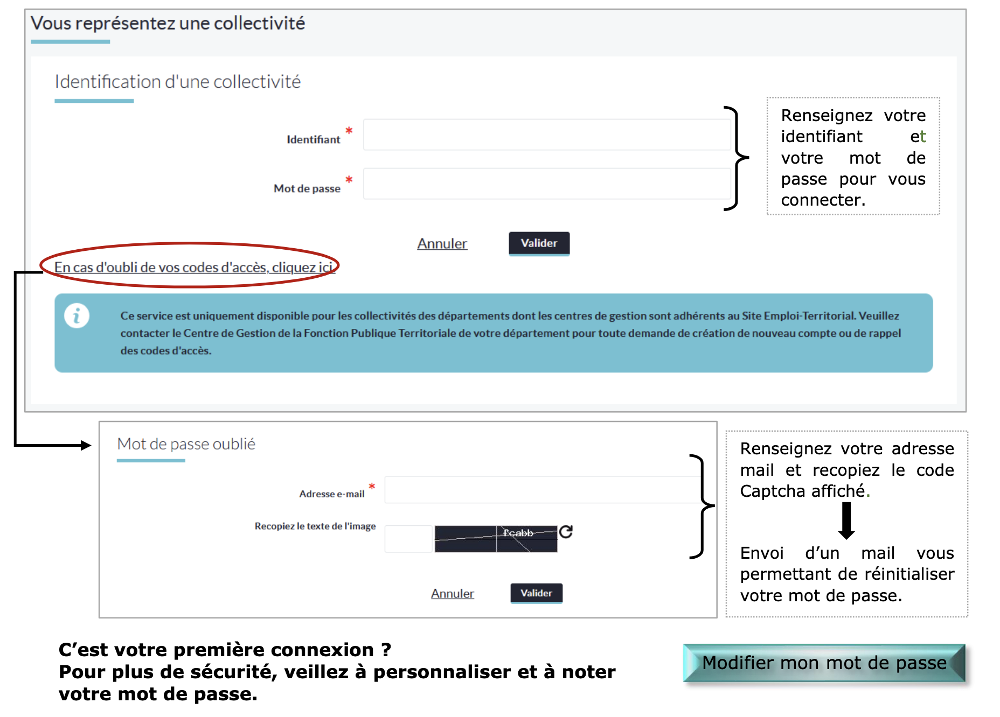 Vous représentez une collectivité
Identification d'une collectivité
Identifiant *
Mot de passe *
Renseignez votre
identifiant et
votre mot de
passe pour vous
connecter.
Annuler
Valider
En cas d'oubli de vos codes d'accès, cliquez ici.
i
Ce service est uniquement disponible pour les collectivités des départements dont les centres de gestion sont adhérents au Site Emploi-Territorial. Veuillez
contacter le Centre de Gestion de la Fonction Publique Territoriale de votre département pour toute demande de création de nouveau compte ou de rappel
des codes d'accès.
Mot de passe oublié
Adresse e-mail *
Recopiez le texte de l'image
fcabb
Annuler
Valider
Renseignez votre adresse
mail et recopiez le code
Captcha affiché.
Envoi d’un mail vous
permettant de réinitialiser
votre mot de passe.
C’est votre première connexion ?
Pour plus de sécurité, veillez à personnaliser et à noter
votre mot de passe.
Modifier mon mot de passe